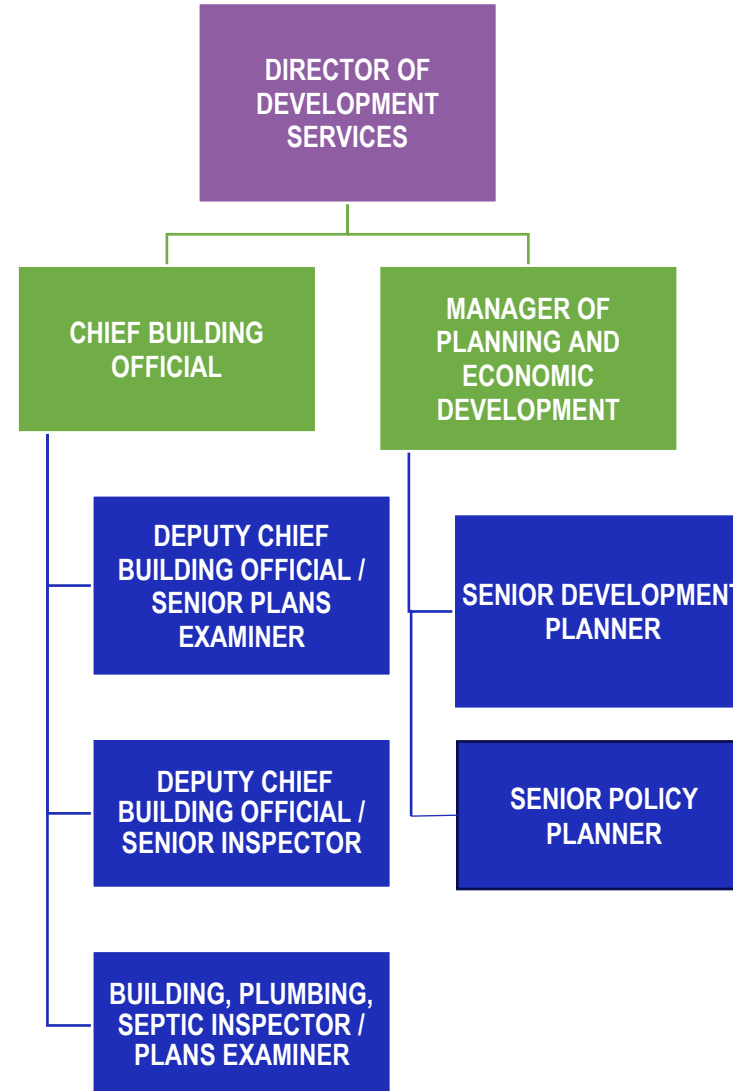 DIRECTOR OF
DEVELOPMENT
SERVICES
CHIEF BUILDING
OFFICIAL
MANAGER OF
PLANNING AND
ECONOMIC
DEVELOPMENT
DEPUTY CHIEF
BUILDING OFFICIAL /
SENIOR PLANS
EXAMINER
DEPUTY CHIEF
BUILDING OFFICIAL /
SENIOR INSPECTOR
BUILDING, PLUMBING,
SEPTIC INSPECTOR /
PLANS EXAMINER
SENIOR DEVELOPMENT
PLANNER
SENIOR POLICY
PLANNER